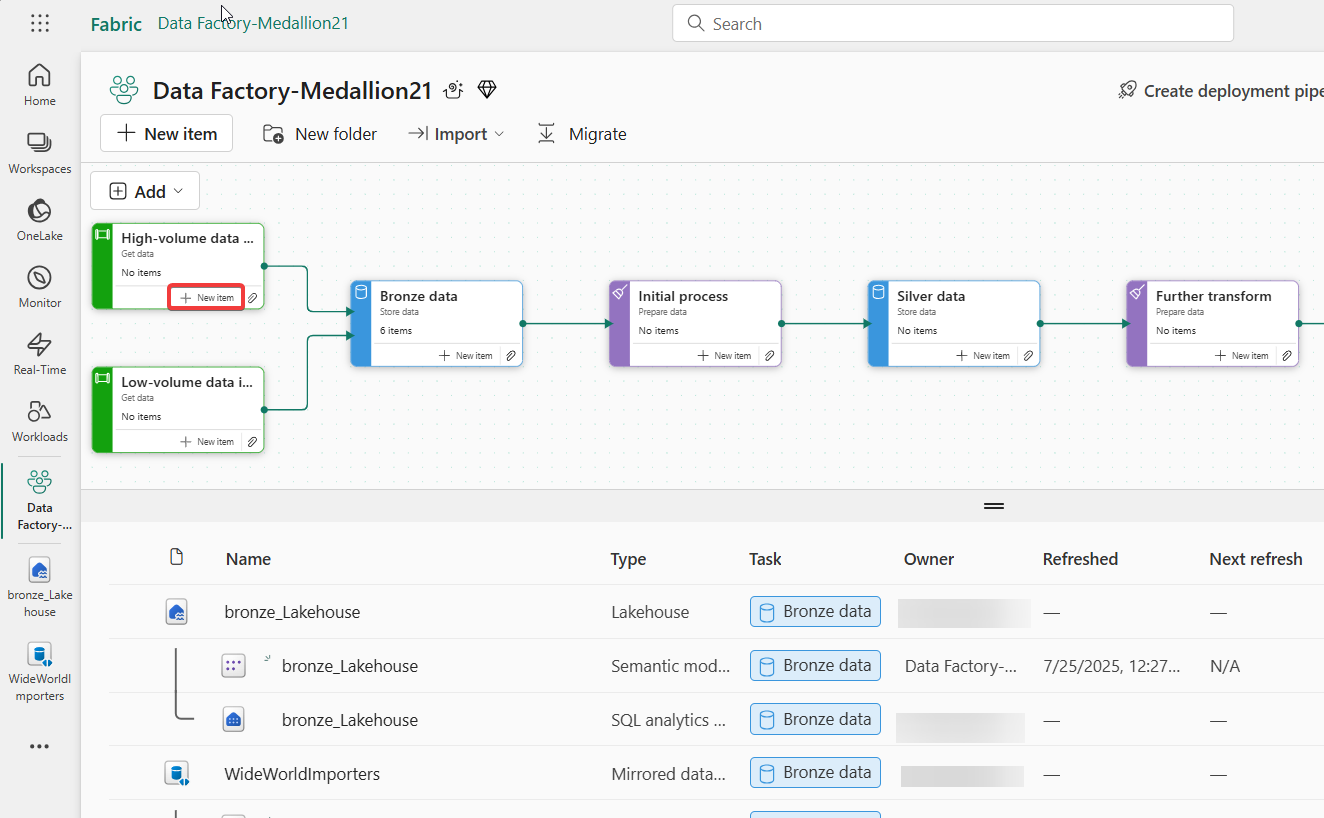 Fabric Data Factory-Medallion21
Search
Home
Workspaces
OneLake
Monitor
Real-Time
Workloads
Data
Factory-...
bronze_Lake
house
WideWorldI
mporters
Data Factory-Medallion21
Create deployment pipe
New item
New folder
Import
Migrate
Add
High-volume data ...
Get data
No items
New item
Low-volume data i...
Get data
No items
New item
Bronze data
Store data
6 items
New item
Initial process
Prepare data
No items
New item
Silver data
Store data
No items
New item
Further transform
Prepare data
No items
New item
Name Type Task Owner Refreshed Next refresh
bronze_Lakehouse Lakehouse Bronze data — —
bronze_Lakehouse Semantic mod... Bronze data Data Factory-... 7/25/2025, 12:27... N/A
bronze_Lakehouse SQL analytics ... Bronze data — —
WideWorldImporters Mirrored data... Bronze data — —